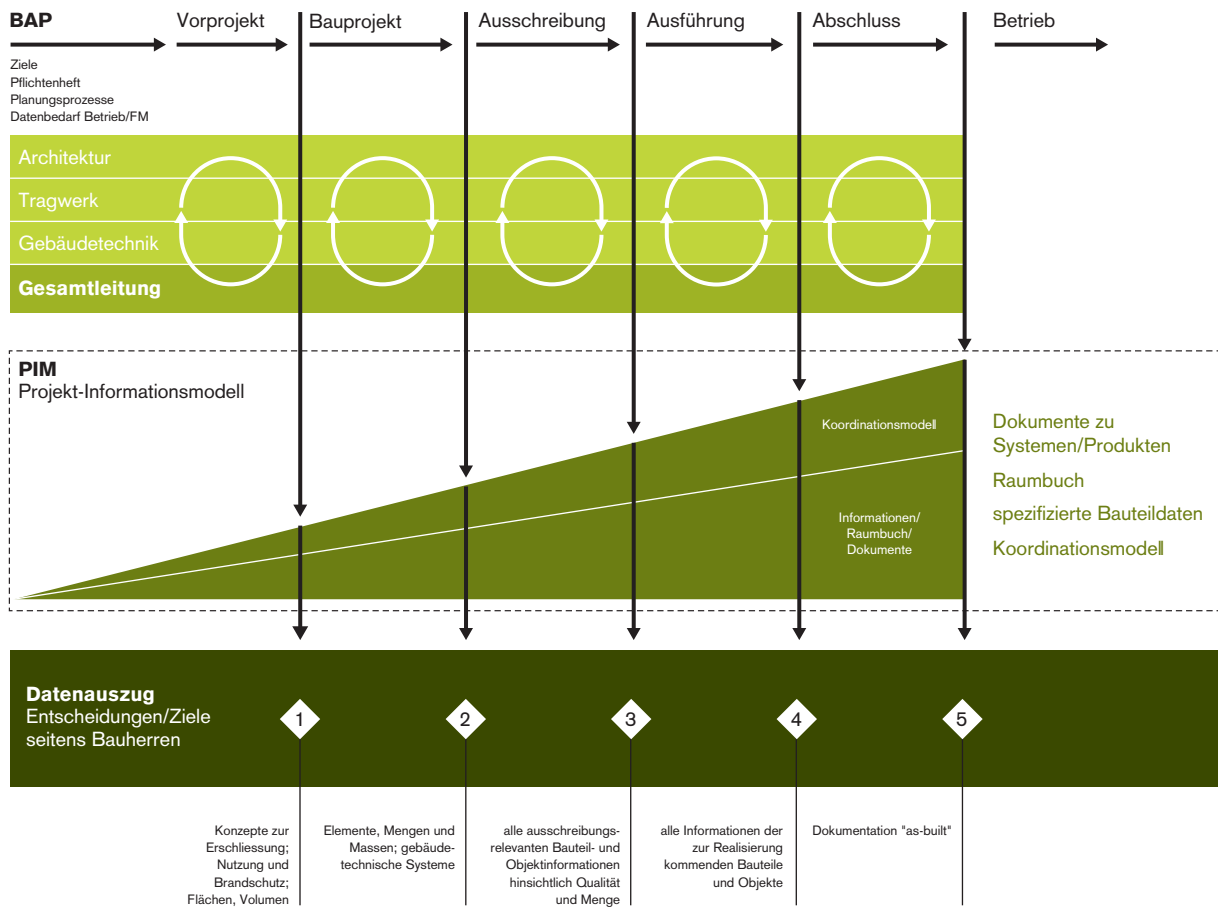 BAP
Vorprojekt
Bauprojekt
Ausschreibung
Ausführung
Abschluss
Betrieb
Ziele
Pflichtenheft
Planungsprozesse
Datenbedarf Betrieb/FM
Architektur
Tragwerk
Gebäudetechnik
Gesamtleitung
PIM
Projekt-Informationsmodell
Koordinationsmodell
Informationen/
Raumbuch/
Dokumente
Dokumente zu
Systemen/Produkten
Raumbuch
spezifizierte Bauteildaten
Koordinationsmodell
Datenauszug
Entscheidungen/Ziele
seitens Bauherren
1
2
3
4
5
Konzepte zur
Erschliessung;
Nutzung und
Brandschutz;
Flächen, Volumen
Elemente, Mengen und
Massen; gebäude-
technische Systeme
alle ausschreibungs-
relevanten Bauteil- und
Objektinformationen
hinsichtlich Qualität
und Menge
alle Informationen der
zur Realisierung
kommenden Bauteile
und Objekte
Dokumentation "as-built"